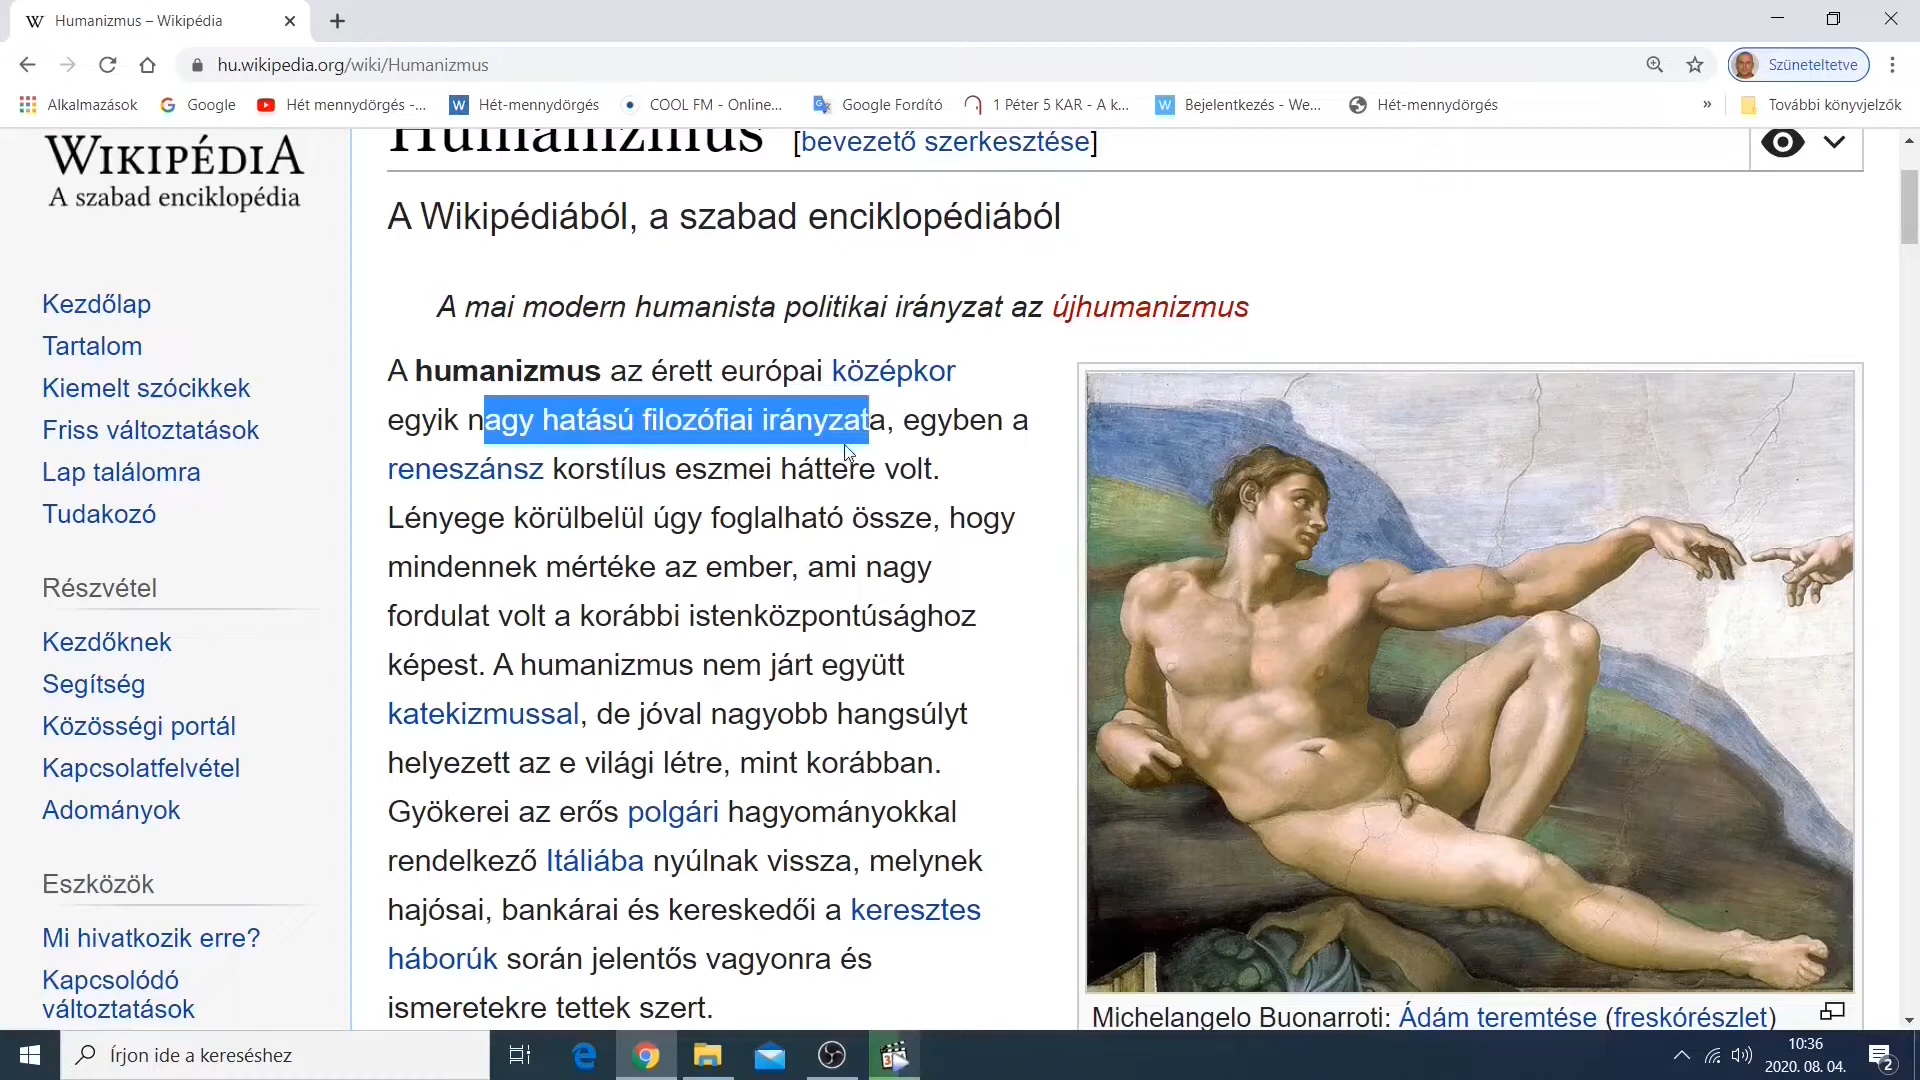 Humanizmus – Wikipédia
hu.wikipedia.org/wiki/Humanizmus
Szüneteltetve
Alkalmazások
Google
Hét mennydörgés -...
Hét-mennydörgés
COOL FM - Online...
Google Fordító
1 Péter 5 KAR - A k...
Bejelentkezés - We...
Hét-mennydörgés
»
További könyvjelzők
WIKIPÉDIA
A szabad enciklopédia
Kezdőlap
Tartalom
Kiemelt szócikkek
Friss változtatások
Lap találomra
Tudakozó
Részvétel
Kezdőknek
Segítség
Közösségi portál
Kapcsolatfelvétel
Adományok
Eszközök
Mi hivatkozik erre?
Kapcsolódó
változtatások
Humanizmus [bevezető szerkesztése]
A Wikipédiából, a szabad enciklopédiából
A mai modern humanista politikai irányzat az újhumanizmus
A humanizmus az érett európai középkor
egyik nagy hatású filozófiai irányzata, egyben a
reneszánsz korstílus eszmei háttere volt.
Lényege körülbelül úgy foglalható össze, hogy
mindennek mértéke az ember, ami nagy
fordulat volt a korábbi istenközpontúsághoz
képest. A humanizmus nem járt együtt
katekizmussal, de jóval nagyobb hangsúlyt
helyezett az e világi létre, mint korábban.
Gyökerei az erős polgári hagyományokkal
rendelkező Itáliába nyúlnak vissza, melynek
hajósai, bankárai és kereskedői a keresztes
háborúk során jelentős vagyonra és
ismeretekre tettek szert.
Michelangelo Buonarroti: Ádám teremtése (freskórészlet)
Írjon ide a kereséshez
10:36
2020. 08. 04.
2